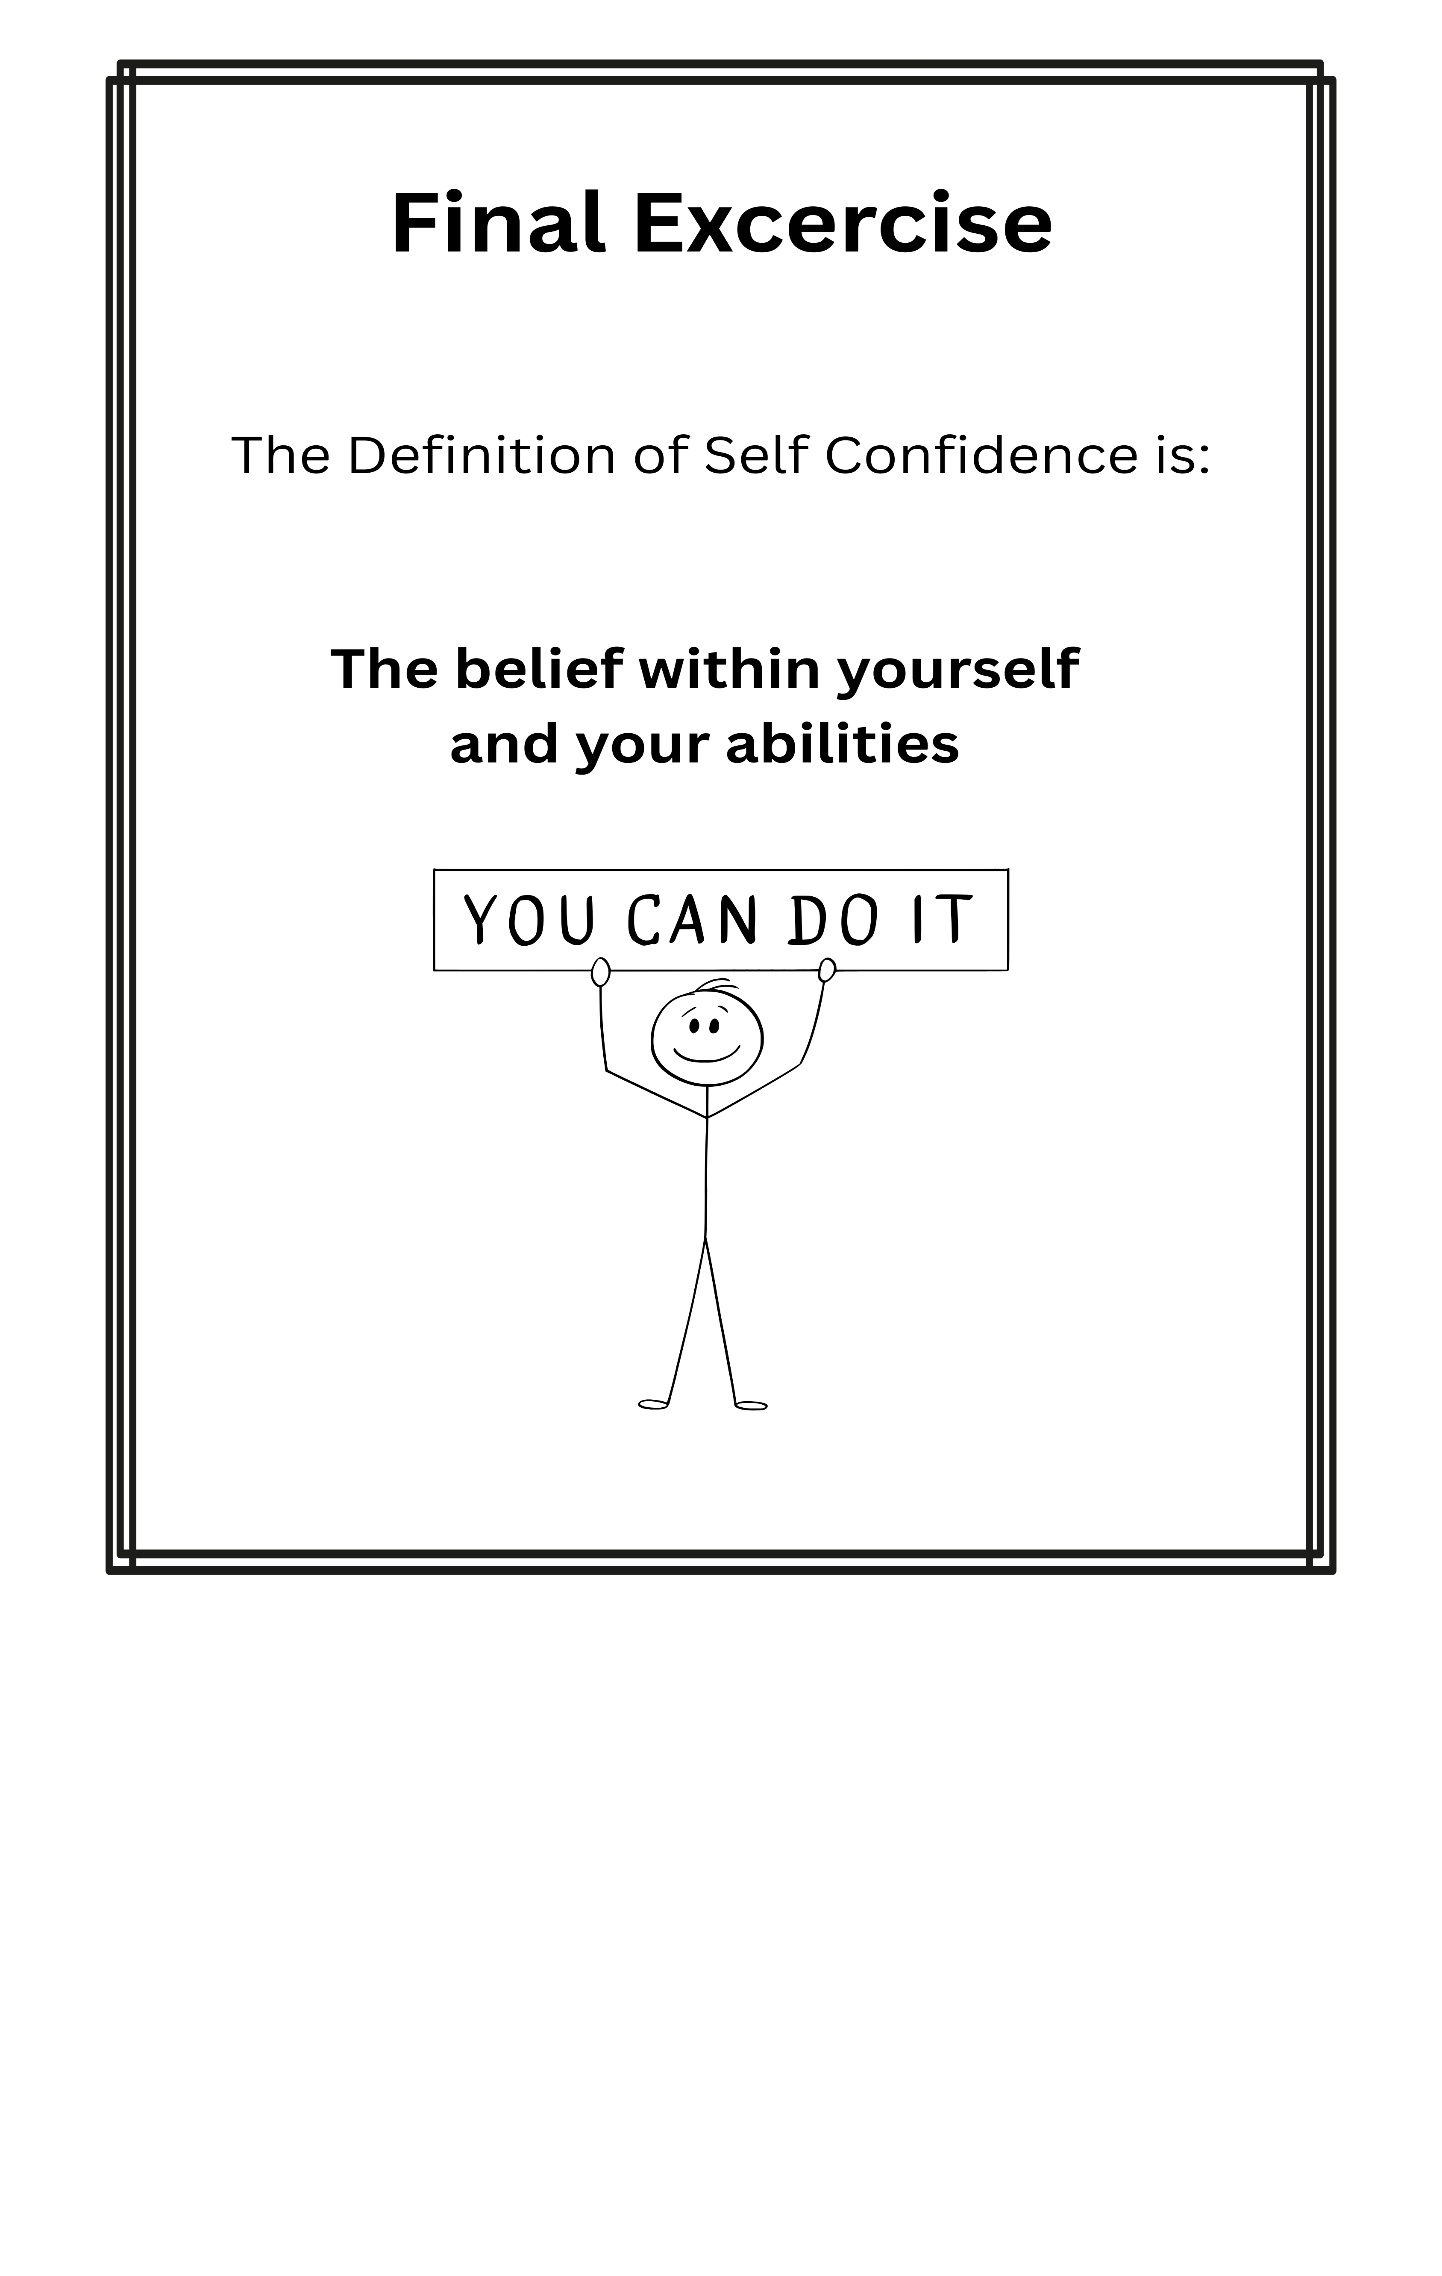 Final Excercise
The Definition of Self Confidence is:
The belief within yourself
and your abilities
YOU CAN DO IT